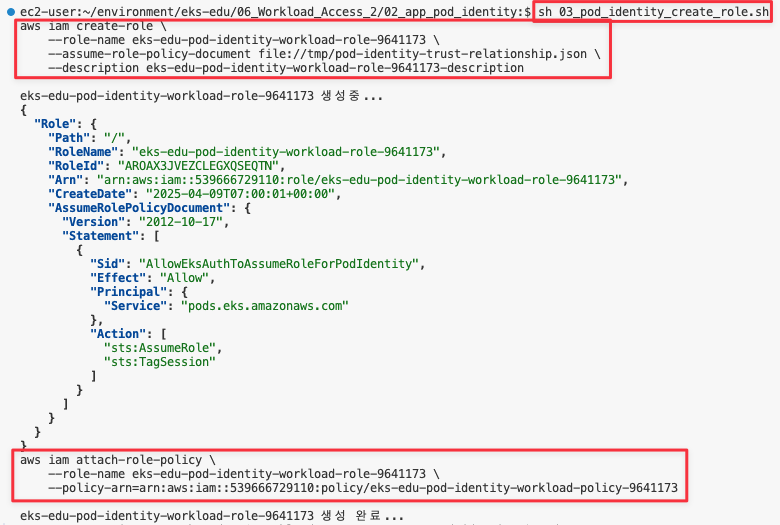 ec2-user:~/environment/eks-edu/06_Workload_Access_2/02_app_pod_identity:$ sh 03_pod_identity_create_role.sh
aws iam create-role \
    --role-name eks-edu-pod-identity-workload-role-9641173 \
    --assume-role-policy-document file://tmp/pod-identity-trust-relationship.json \
    --description eks-edu-pod-identity-workload-role-9641173-description
eks-edu-pod-identity-workload-role-9641173 생성중...
{
  "Role": {
    "Path": "/",
    "RoleName": "eks-edu-pod-identity-workload-role-9641173",
    "RoleId": "AROAX3JVEZCLEGXQSEQTN",
    "Arn": "arn:aws:iam::539666729110:role/eks-edu-pod-identity-workload-role-9641173",
    "CreateDate": "2025-04-09T07:00:01+00:00",
    "AssumeRolePolicyDocument": {
      "Version": "2012-10-17",
      "Statement": [
        {
          "Sid": "AllowEksAuthToAssumeRoleForPodIdentity",
          "Effect": "Allow",
          "Principal": {
            "Service": "pods.eks.amazonaws.com"
          },
          "Action": [
            "sts:AssumeRole",
            "sts:TagSession"
          ]
        }
      ]
    }
  }
}
aws iam attach-role-policy \
    --role-name eks-edu-pod-identity-workload-role-9641173 \
    --policy-arn=arn:aws:iam::539666729110:policy/eks-edu-pod-identity-workload-policy-9641173
eks-edu-pod-identity-workload-role-9641173 생성 완료...